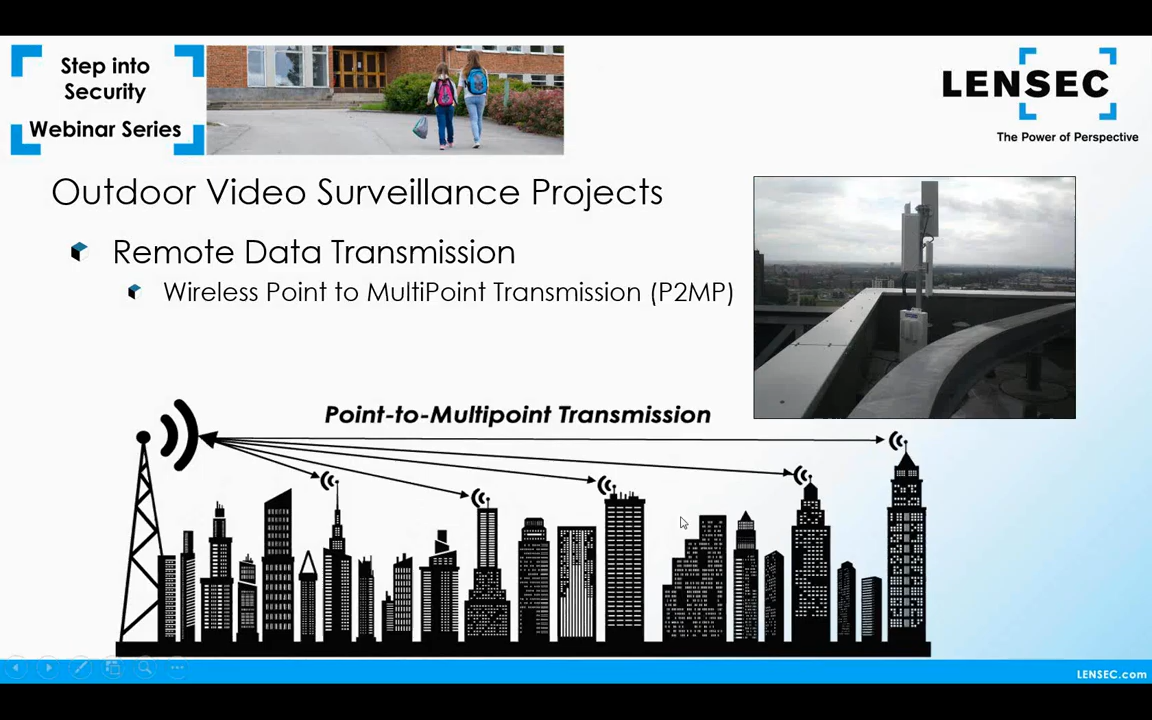 Step into
Security
Webinar Series
LENSEC
The Power of Perspective
Outdoor Video Surveillance Projects
Remote Data Transmission
Wireless Point to MultiPoint Transmission (P2MP)
Point-to-Multipoint Transmission
LENSEC.com